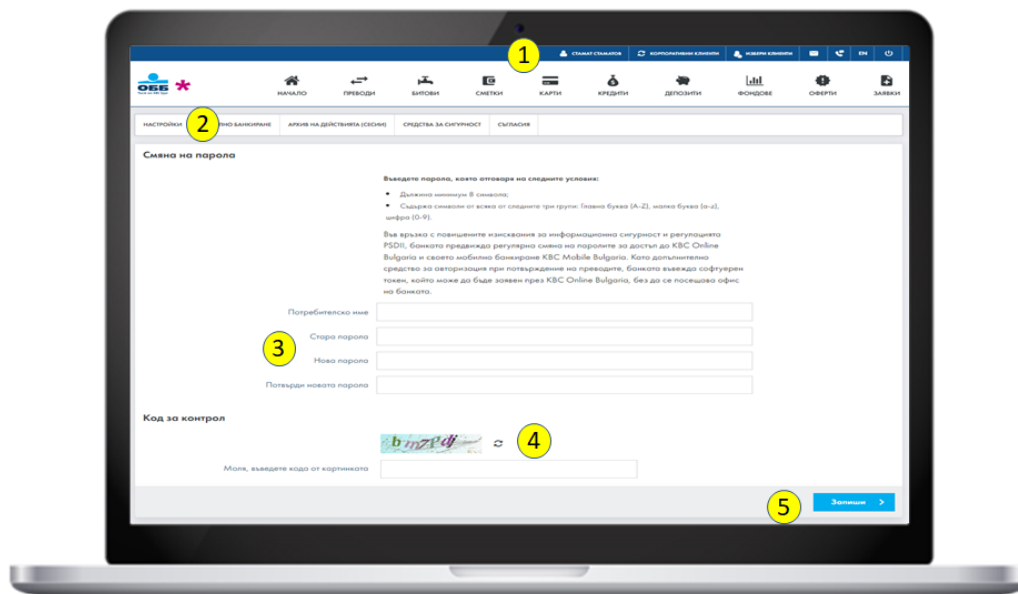 1
СТАМАТ СТАМАТОВ КОРПОРАТИВНИ КЛИЕНТИ ИЗБЕРИ КЛИЕНТИ EN
ОББ
НАЧАЛО ПРЕВОДИ БИТОВИ СМЕТКИ КАРТИ КРЕДИТИ ДЕПОЗИТИ ФОНДОВЕ ОФЕРТИ ЗАЯВКИ
НАСТРОЙКИ 2 БАНКИРАНЕ АРХИВ НА ДЕЙСТВИЯТА (СЕСИИ) СРЕДСТВА ЗА СИГУРНОСТ СЪГЛАСИЯ
Смяна на парола
Въведете парола, която отговаря на следните условия:
• Дължина минимум 8 символа;
• Съдържа символи от всяка от следните три групи: Главна буква (A-Z), малка буква (a-z),
цифра (0-9).
Във връзка с повишените изисквания за информационна сигурност и регулацията
PSDII, банката предвижда регулярна смяна на паролите за достъп до KBC Online
Bulgaria и своето мобилно банкиране KBC Mobile Bulgaria. Като допълнително
средство за авторизация при потвърждение на преводите, банката въвежда софтуерен
токен, който може да бъде заявен през KBC Online Bulgaria, без да се посещава офис
на банката.
Потребителско име
Стара парола
3
Нова парола
Потвърди новата парола
Код за контрол
4
Моля, въведете кода от картинката
5 Запиши